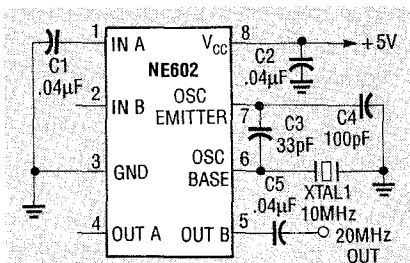 1 IN A VCC 8 +5V
C1 .04µF
NE602
C2 .04µF
2 IN B OSC EMITTER 7
C3 33pF
C4 100pF
3 GND OSC BASE 6
C5 .04µF
XTAL1 10MHz
4 OUT A OUT B 5
20MHz OUT